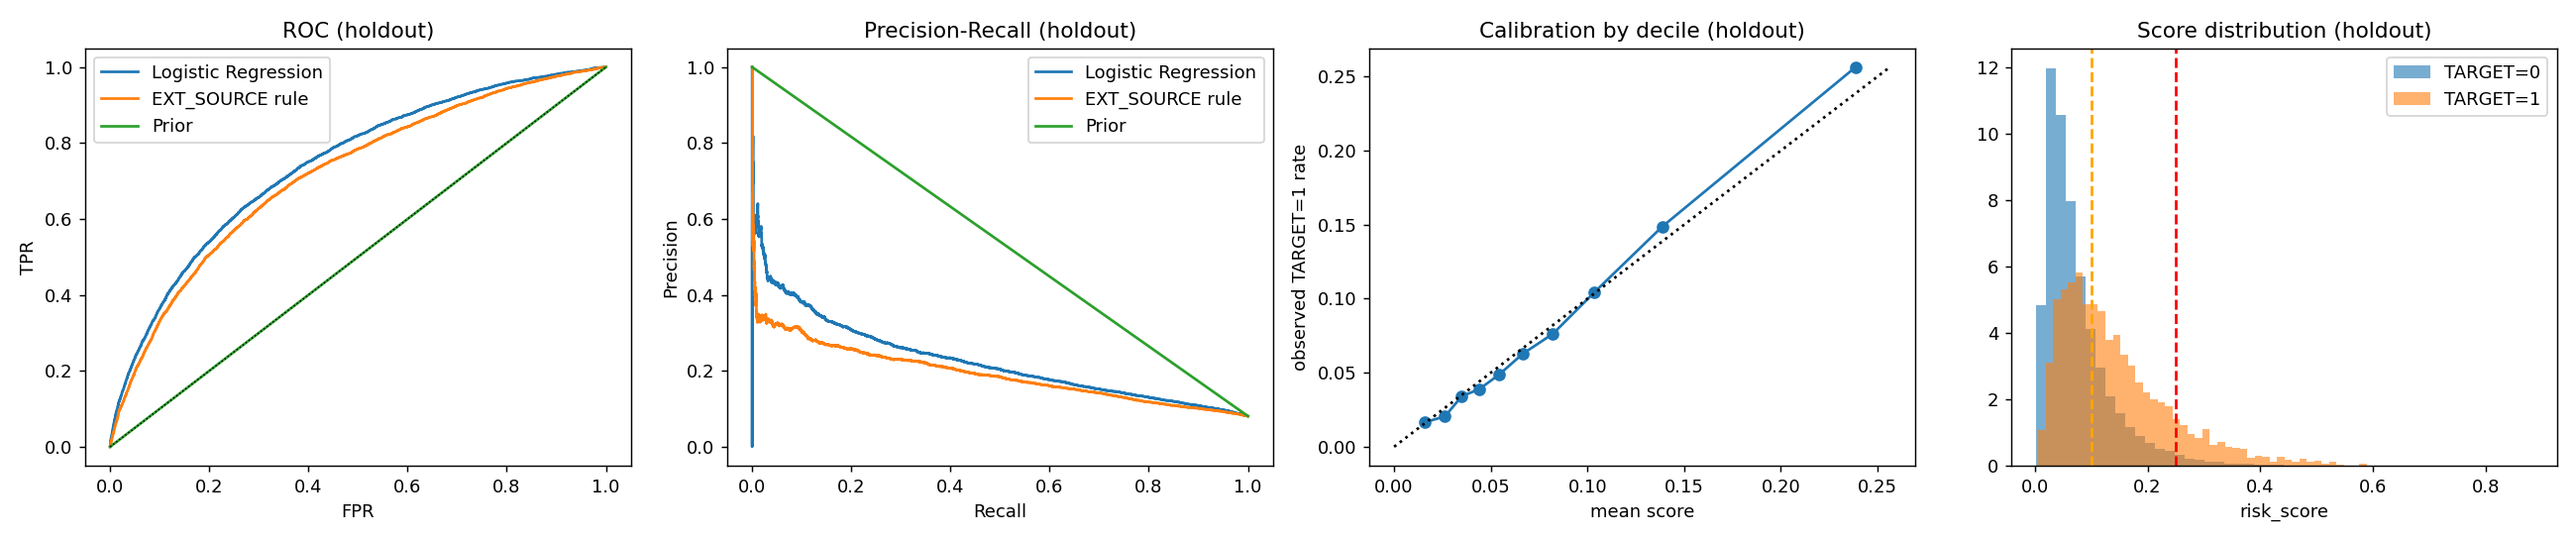 ROC (holdout)
Logistic Regression
EXT_SOURCE rule
Prior
1.0
0.8
0.6
0.4
0.2
0.0
TPR
0.0 0.2 0.4 0.6 0.8 1.0
FPR
Precision-Recall (holdout)
Logistic Regression
EXT_SOURCE rule
Prior
1.0
0.8
0.6
0.4
0.2
0.0
Precision
0.0 0.2 0.4 0.6 0.8 1.0
Recall
Calibration by decile (holdout)
0.25
0.20
0.15
0.10
0.05
0.00
observed TARGET=1 rate
0.00 0.05 0.10 0.15 0.20 0.25
mean score
Score distribution (holdout)
TARGET=0
TARGET=1
12
10
8
6
4
2
0
0.0 0.2 0.4 0.6 0.8
risk_score